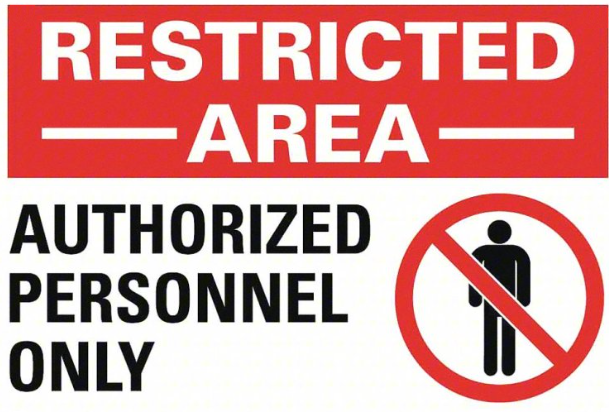 RESTRICTED
AREA
AUTHORIZED
PERSONNEL
ONLY